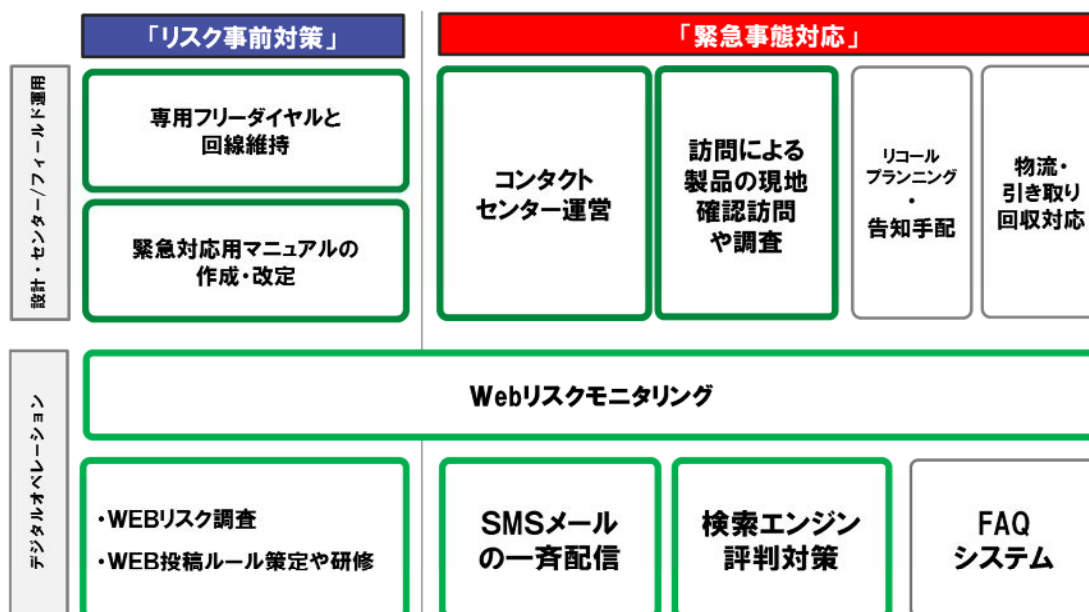 「リスク事前対策」
「緊急事態対応」
設計・センター/フィールド運用
専用フリーダイヤルと
回線維持
緊急対応用マニュアルの
作成・改定
コンタクト
センター運営
訪問による
製品の現地
確認訪問
や調査
リコール
プランニング
・
告知手配
物流・
引き取り
回収対応
デジタルオペレーション
Webリスクモニタリング
・WEBリスク調査
・WEB投稿ルール策定や研修
SMSメール
の一斉配信
検索エンジン
評判対策
FAQ
システム